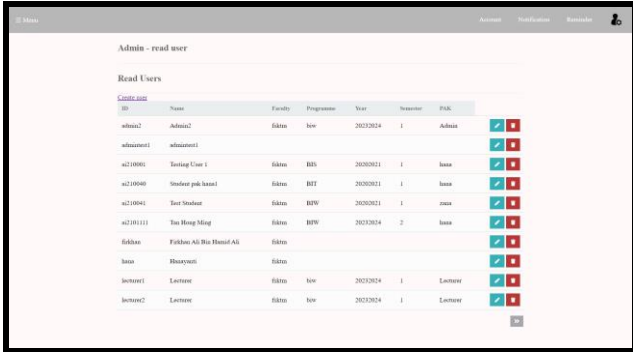 ☰ Menu Account Notification Reminder
Admin - read user
Read Users
Create user
ID Name Faculty Programme Year Semester PAK
admin2 Admin2 fsktm biw 20232024 1 Admin
admintest1 admintest1
ai210001 Testing User 1 fsktm BIS 20202021 1 hana
ai210040 Student pak hana1 fsktm BIT 20202021 1 hana
ai210041 Test Student fsktm BIW 20202021 1 zana
ai2101111 Tan Hong Ming fsktm BIW 20232024 2 hana
firkhan Firkhan Ali Bin Hamid Ali fsktm
hana Hanayanti fsktm
lecturer1 Lecturer fsktm biw 20232024 1 Lecturer
lecturer2 Lecturer fsktm biw 20232024 1 Lecturer
»